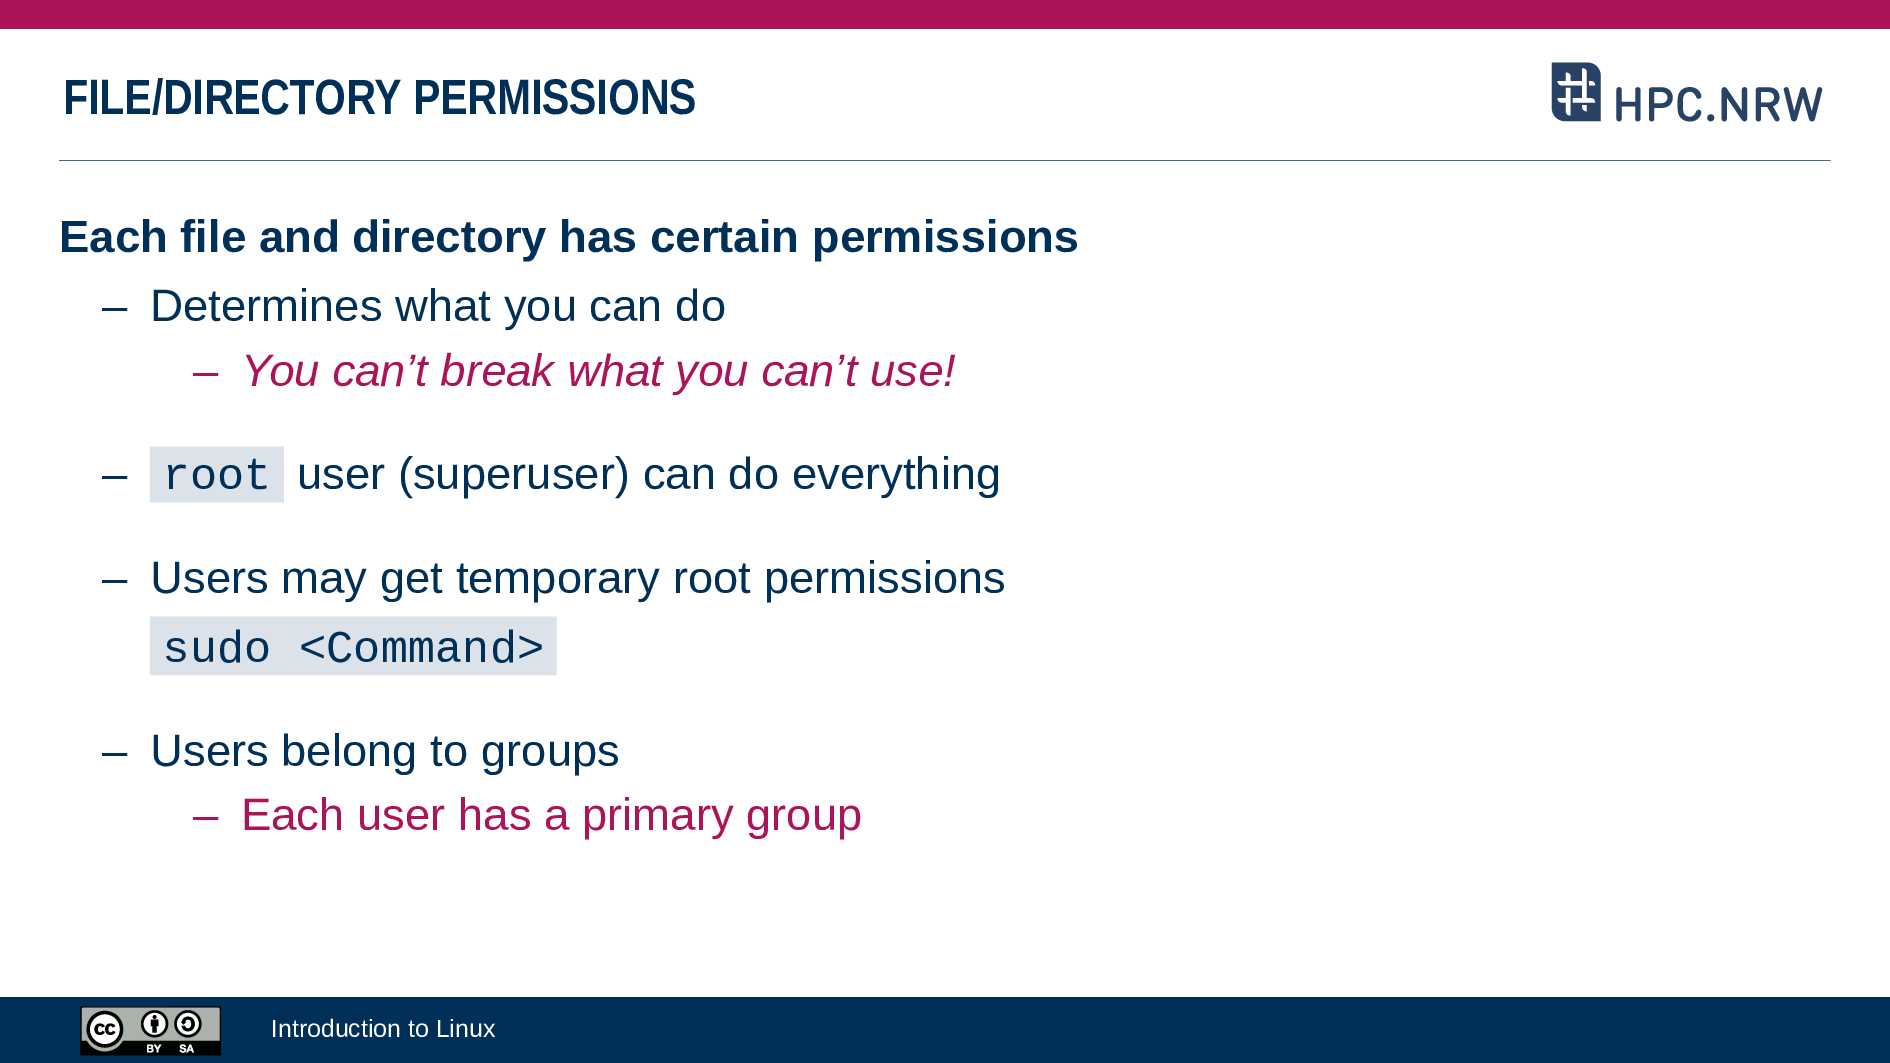 FILE/DIRECTORY PERMISSIONS
HPC.NRW
Each file and directory has certain permissions
– Determines what you can do
– You can’t break what you can’t use!
– root user (superuser) can do everything
– Users may get temporary root permissions
sudo <Command>
– Users belong to groups
– Each user has a primary group
cc BY SA
Introduction to Linux